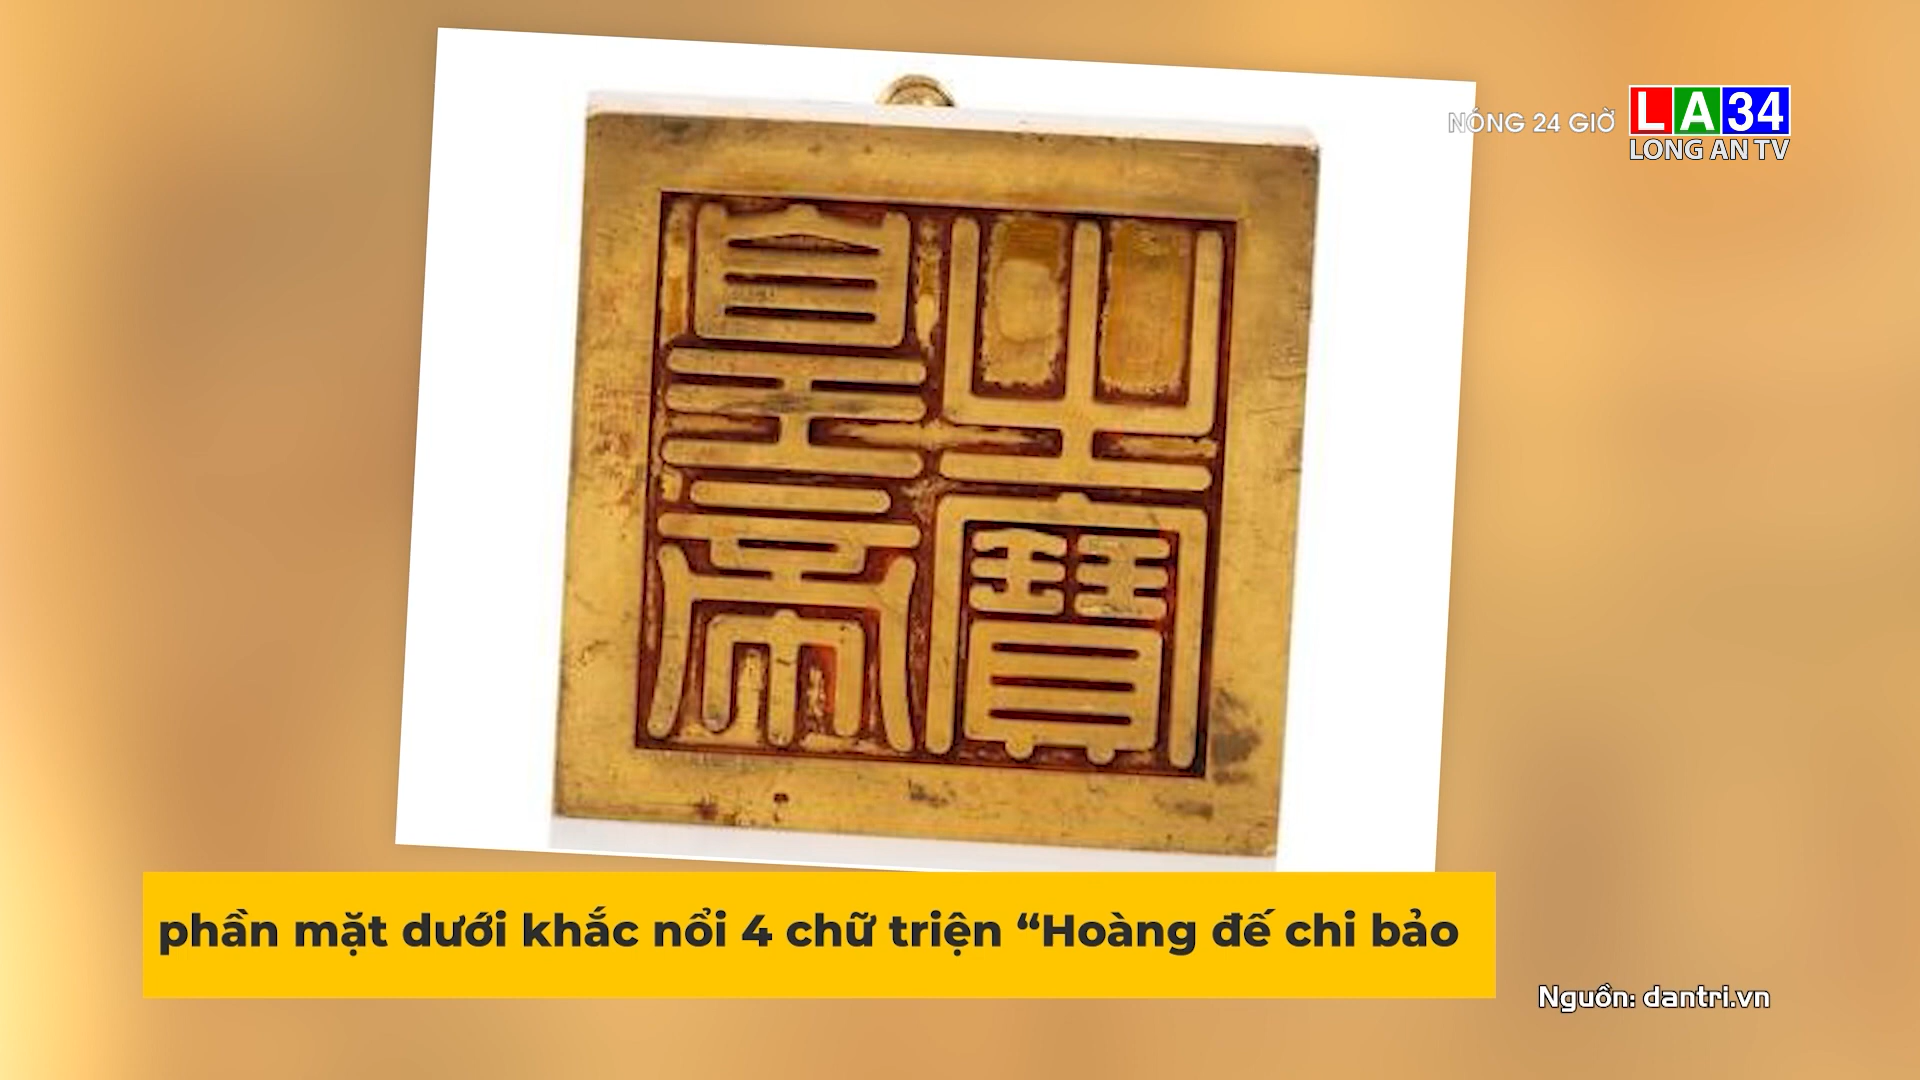 NÓNG 24 GIỜ
LA34
LONG AN TV
皇之
帝寶
phần mặt dưới khắc nổi 4 chữ triện “Hoàng đế chi bảo
Nguồn: dantri.vn